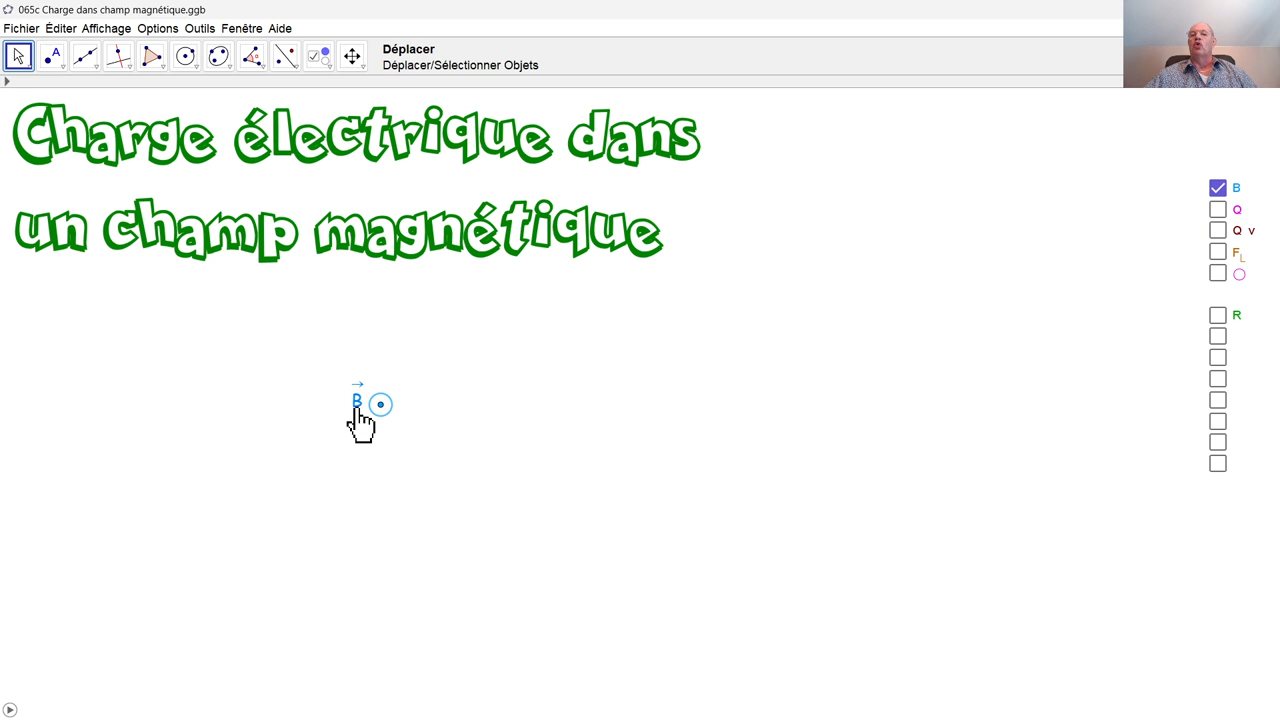 065c Charge dans champ magnétique.ggb
Fichier Éditer Affichage Options Outils Fenêtre Aide
A
Déplacer
Déplacer/Sélectionner Objets
Charge électrique dans
un champ magnétique
B
Q
Q v
F_L
R
B